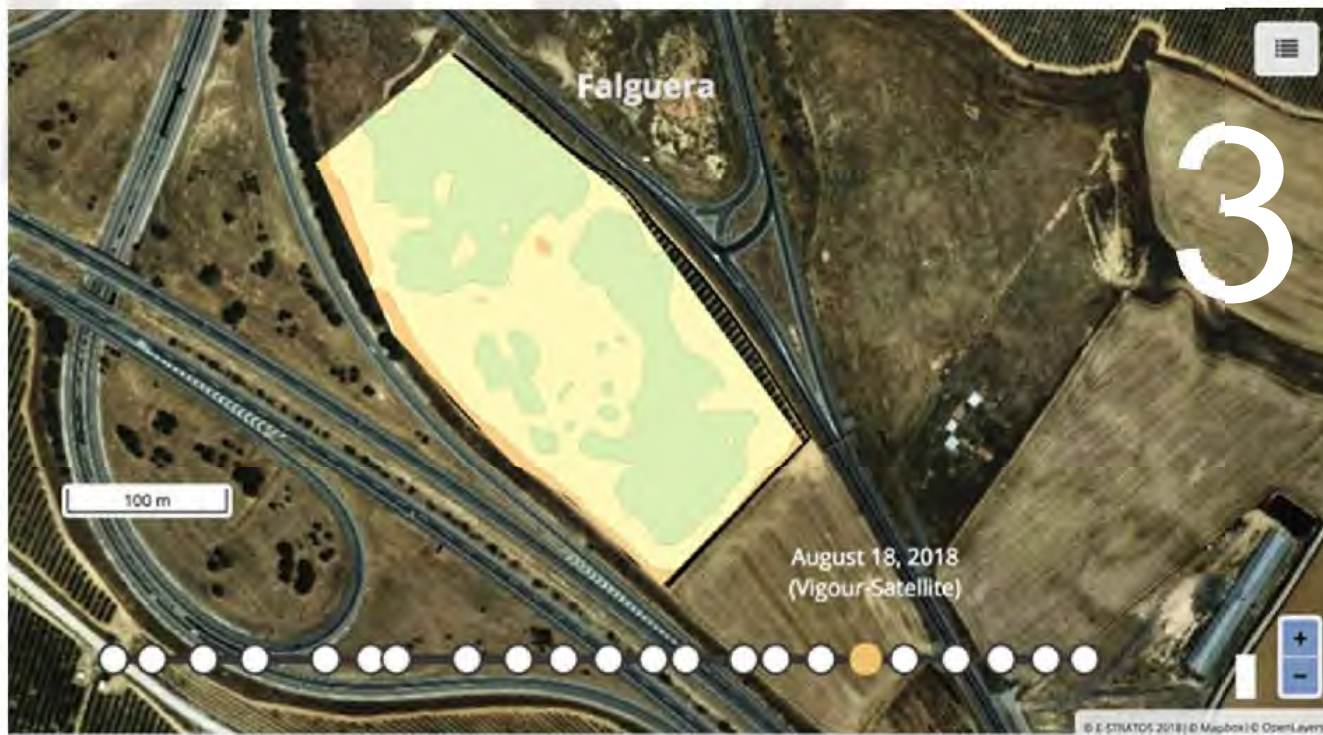 Falguera
3
100 m
August 18, 2018
(Vigour-Satellite)
+
−
© E-STRATOS 2018 | © Mapbox | © OpenLayers